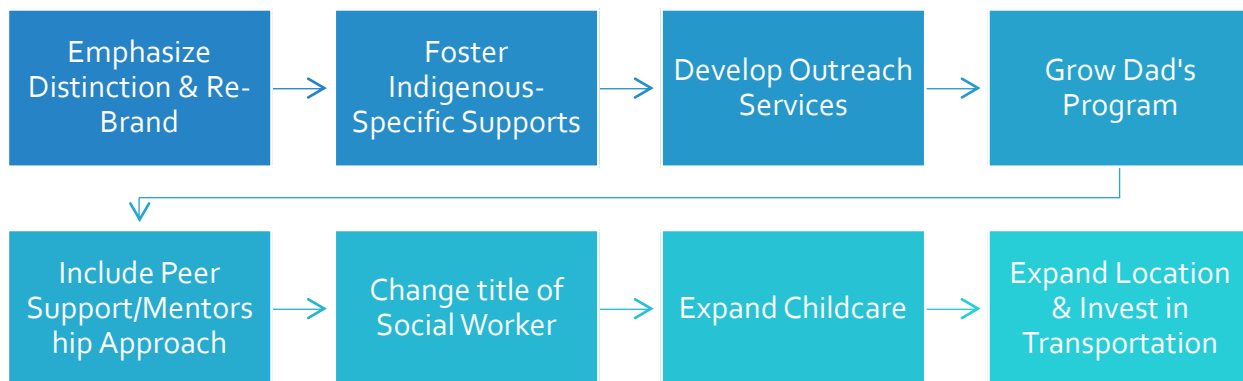 Emphasize
Distinction & Re-
Brand
Foster
Indigenous-
Specific Supports
Develop Outreach
Services
Grow Dad's
Program
Include Peer
Support/Mentors
hip Approach
Change title of
Social Worker
Expand Childcare
Expand Location
& Invest in
Transportation